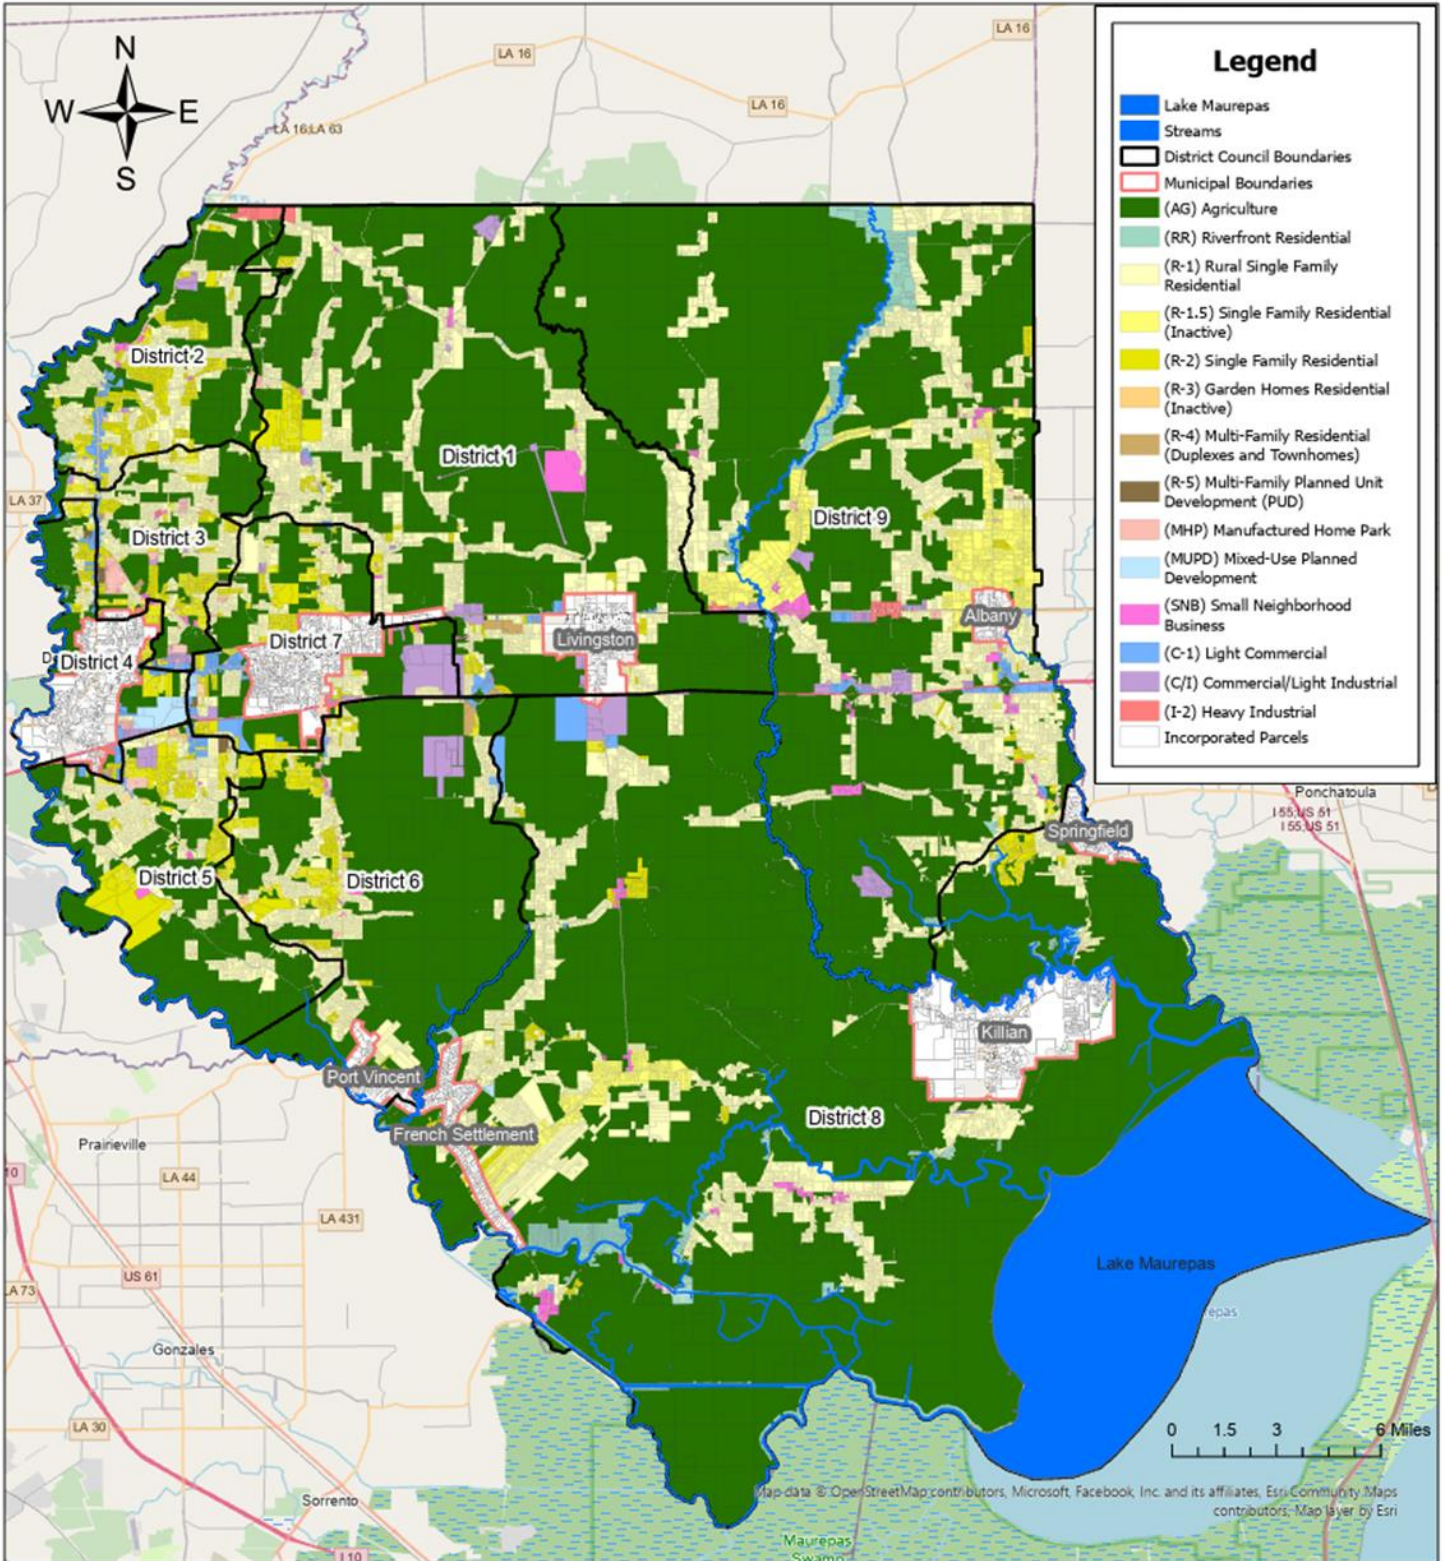 N
W E
S
LA 16
LA 16
LA 16
LA 16;LA 63
Legend
Lake Maurepas
Streams
District Council Boundaries
Municipal Boundaries
(AG) Agriculture
(RR) Riverfront Residential
(R-1) Rural Single Family
Residential
(R-1.5) Single Family Residential
(Inactive)
(R-2) Single Family Residential
(R-3) Garden Homes Residential
(Inactive)
(R-4) Multi-Family Residential
(Duplexes and Townhomes)
(R-5) Multi-Family Planned Unit
Development (PUD)
(MHP) Manufactured Home Park
(MUPD) Mixed-Use Planned
Development
(SNB) Small Neighborhood
Business
(C-1) Light Commercial
(C/I) Commercial/Light Industrial
(I-2) Heavy Industrial
Incorporated Parcels
District 2
District 1
LA 37
District 9
District 3
Albany
District 7
Livingston
District 4
Ponchatoula
I 55;US 51
I 55;US 51
Springfield
District 5
District 6
Killian
Port Vincent
District 8
French Settlement
Prairieville
10
LA 44
LA 431
Lake Maurepas
US 61
LA 73
repas
Gonzales
LA 30
0 1.5 3 6 Miles
Sorrento
Map data © OpenStreetMap contributors, Microsoft, Facebook, Inc. and its affiliates, Esri Community Maps
contributors, Map layer by Esri
Maurepas
Swamp
I 10